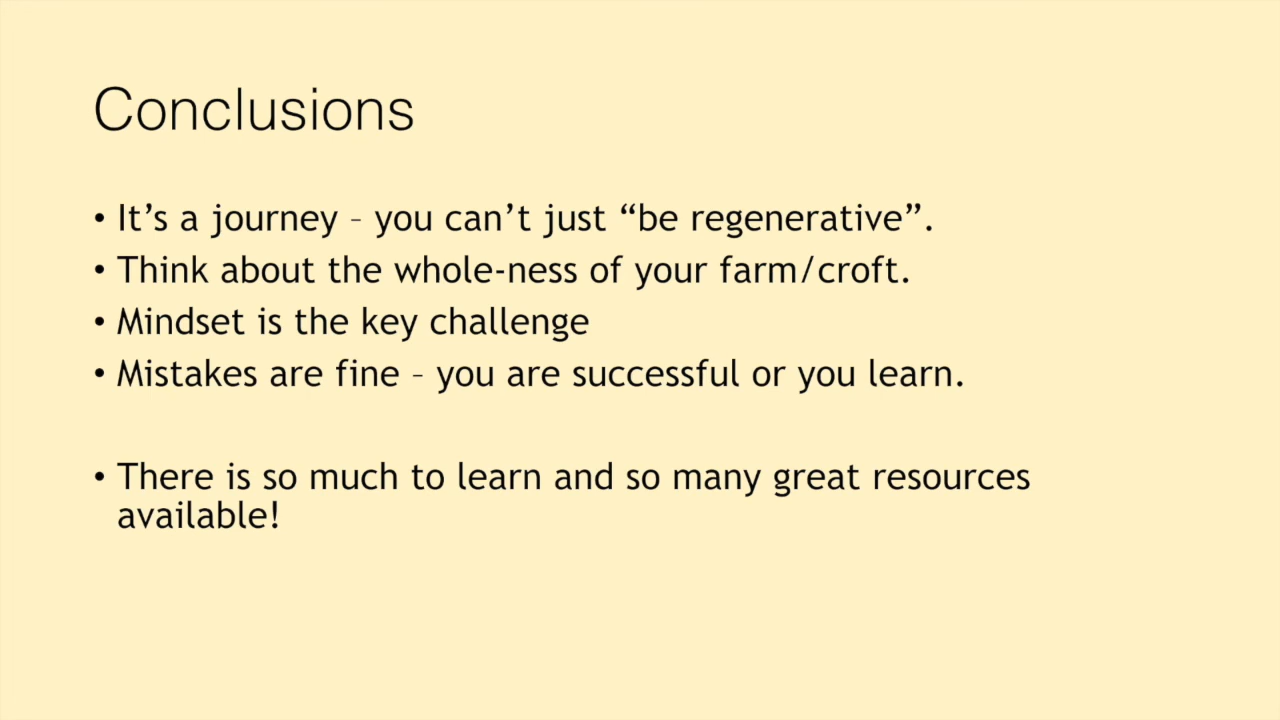 Conclusions
• It’s a journey – you can’t just “be regenerative”.
• Think about the whole-ness of your farm/croft.
• Mindset is the key challenge
• Mistakes are fine – you are successful or you learn.
• There is so much to learn and so many great resources
available!